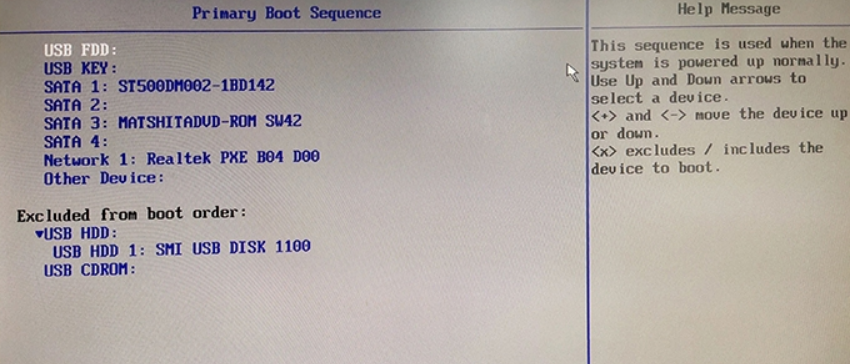 Primary Boot Sequence
USB FDD:
USB KEY:
SATA 1: ST500DM002-1BD142
SATA 2:
SATA 3: MATSHITADVD-ROM SW42
SATA 4:
Network 1: Realtek PXE B04 D00
Other Device:
Excluded from boot order:
▼USB HDD:
USB HDD 1: SMI USB DISK 1100
USB CDROM:
Help Message
This sequence is used when the
system is powered up normally.
Use Up and Down arrows to
select a device.
<+> and <-> move the device up
or down.
<x> excludes / includes the
device to boot.